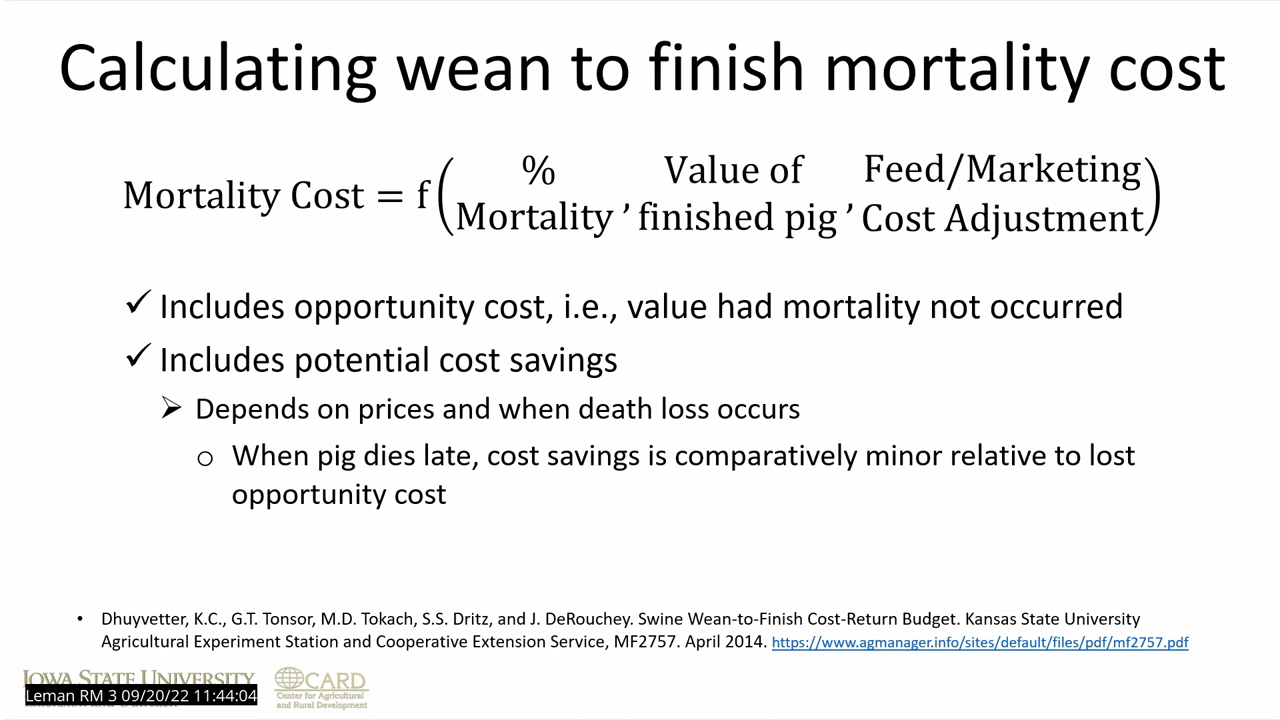 Calculating wean to finish mortality cost
Mortality Cost = f ( % Mortality , Value of finished pig , Feed/Marketing Cost Adjustment )
✓ Includes opportunity cost, i.e., value had mortality not occurred
✓ Includes potential cost savings
➢ Depends on prices and when death loss occurs
o When pig dies late, cost savings is comparatively minor relative to lost
opportunity cost
• Dhuyvetter, K.C., G.T. Tonsor, M.D. Tokach, S.S. Dritz, and J. DeRouchey. Swine Wean-to-Finish Cost-Return Budget. Kansas State University
Agricultural Experiment Station and Cooperative Extension Service, MF2757. April 2014. https://www.agmanager.info/sites/default/files/pdf/mf2757.pdf
IOWA STATE UNIVERSITY
Leman RM 3 09/20/22 11:44:04
CARD
Center for Agricultural
and Rural Development